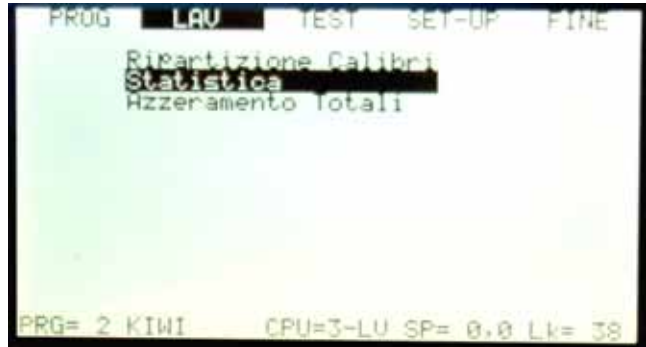 PROG LAV TEST SET-UP FINE
Ripartizione Calibri
Statistica
Azzeramento Totali
PRG= 2 KIWI CPU=3-LV SP= 0.0 Lk= 38